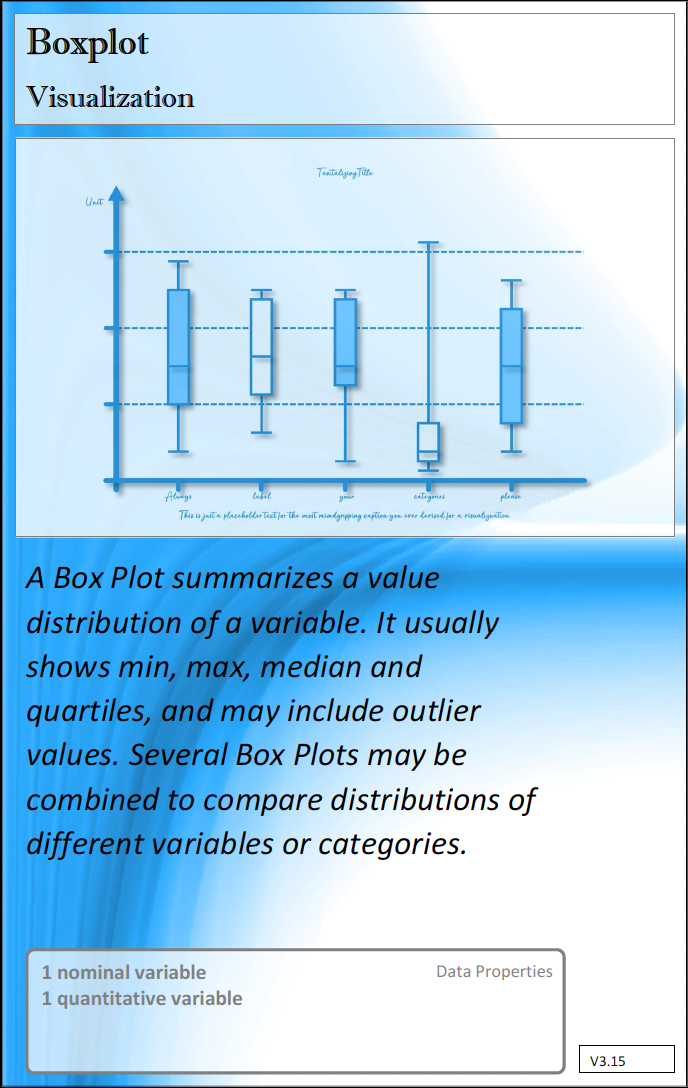 Boxplot
Visualization
Tantalizing Title
Unit
Always label your categories please
This is just a placeholder text for the most mindgripping caption you ever devised for a visualization.
A Box Plot summarizes a value
distribution of a variable. It usually
shows min, max, median and
quartiles, and may include outlier
values. Several Box Plots may be
combined to compare distributions of
different variables or categories.
1 nominal variable
Data Properties
1 quantitative variable
V3.15